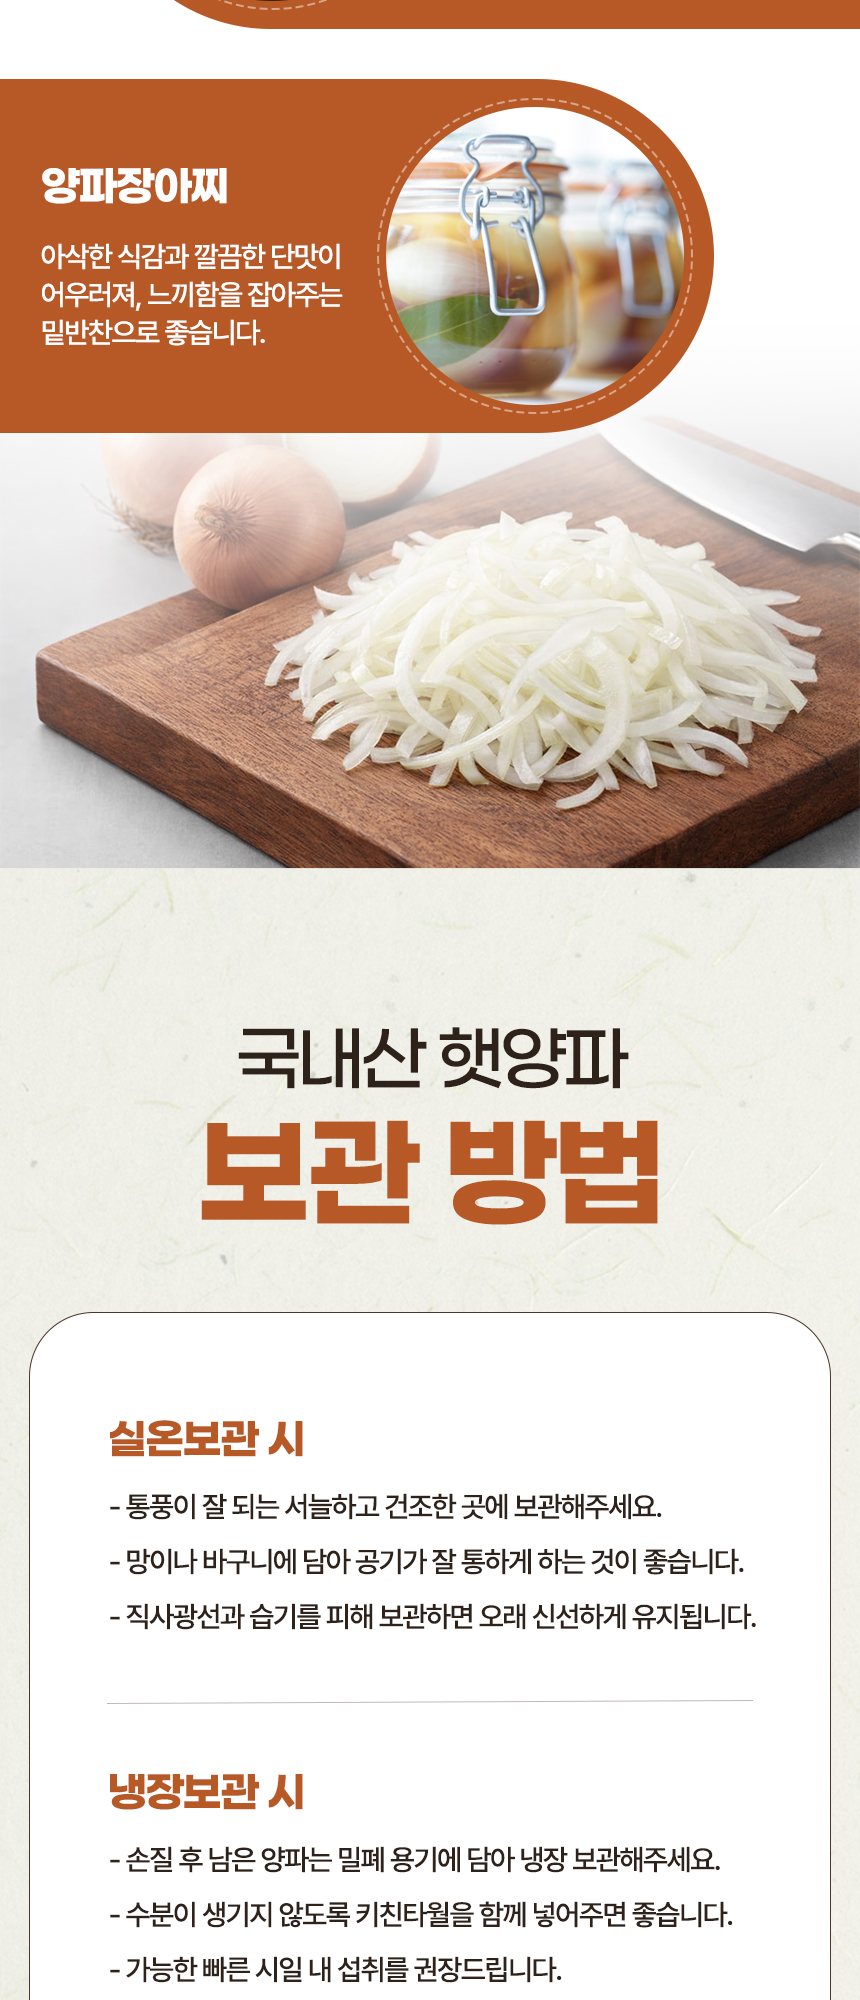 양파장아찌
아삭한 식감과 깔끔한 단맛이
어우러져, 느끼함을 잡아주는
밑반찬으로 좋습니다.
국내산 햇양파
보관 방법
실온보관 시
- 통풍이 잘 되는 서늘하고 건조한 곳에 보관해주세요.
- 망이나 바구니에 담아 공기가 잘 통하게 하는 것이 좋습니다.
- 직사광선과 습기를 피해 보관하면 오래 신선하게 유지됩니다.
냉장보관 시
- 손질 후 남은 양파는 밀폐 용기에 담아 냉장 보관해주세요.
- 수분이 생기지 않도록 키친타월을 함께 넣어주면 좋습니다.
- 가능한 빠른 시일 내 섭취를 권장드립니다.